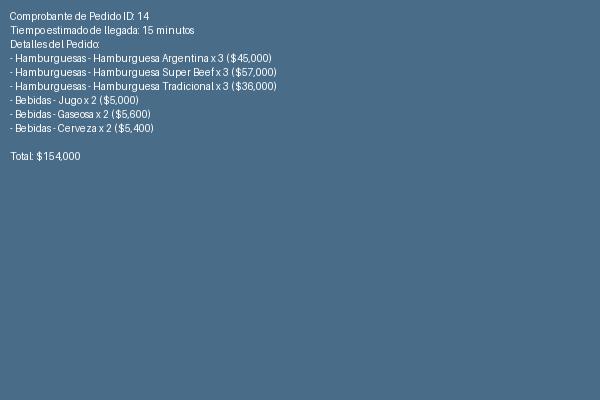 Comprobante de Pedido ID: 14
Tiempo estimado de llegada: 15 minutos
Detalles del Pedido:
- Hamburguesas - Hamburguesa Argentina x 3 ($45,000)
- Hamburguesas - Hamburguesa Super Beef x 3 ($57,000)
- Hamburguesas - Hamburguesa Tradicional x 3 ($36,000)
- Bebidas - Jugo x 2 ($5,000)
- Bebidas - Gaseosa x 2 ($5,600)
- Bebidas - Cerveza x 2 ($5,400)
Total: $154,000